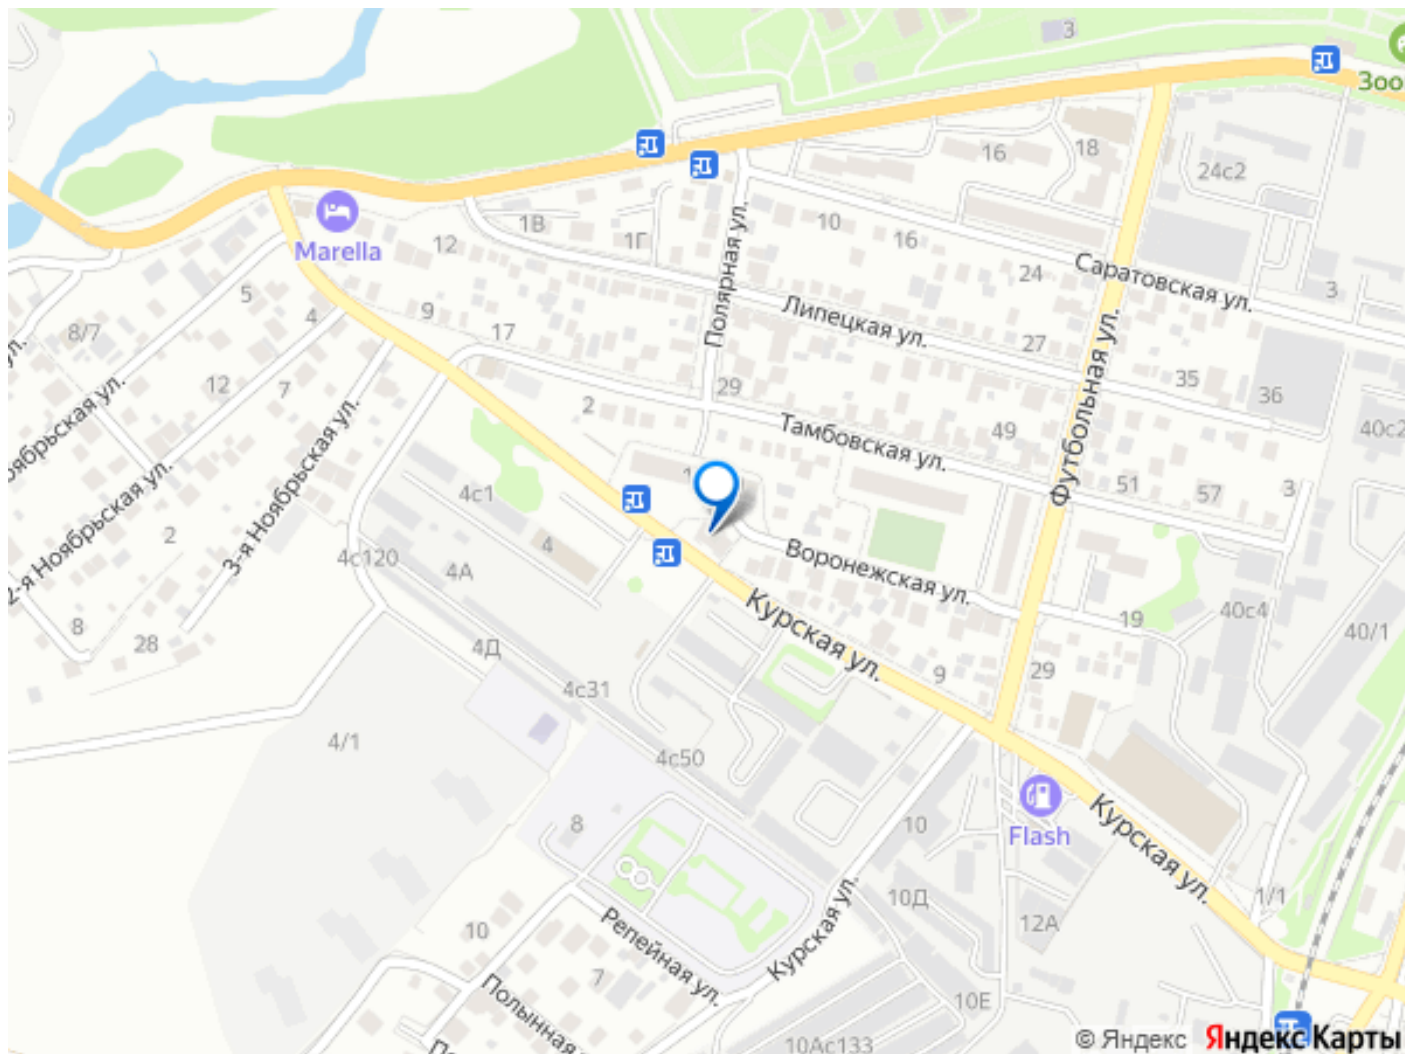 3
Зоо
16
18
24с2
1В
1Г
12
10
16
Marella
Полярная ул.
24
Саратовская ул.
3
5
4
9
17
8/7
Липецкая ул.
27
35
36
12
7
29
2
Тамбовская ул.
49
Футбольная ул.
40с2
ул.
2-я Ноябрьская ул.
3-я Ноябрьская ул.
4с1
51
57
3
2
4с120
4
4А
Воронежская ул.
Курская ул.
19
40с4
40/1
8
28
4Д
4с31
9
29
4/1
4с50
8
10
Flash
Курская ул.
10Д
12А
1/1
10
Репейная ул.
Курская ул.
7
Полынная
10Е
10Ас133
© Яндекс Яндекс Карты